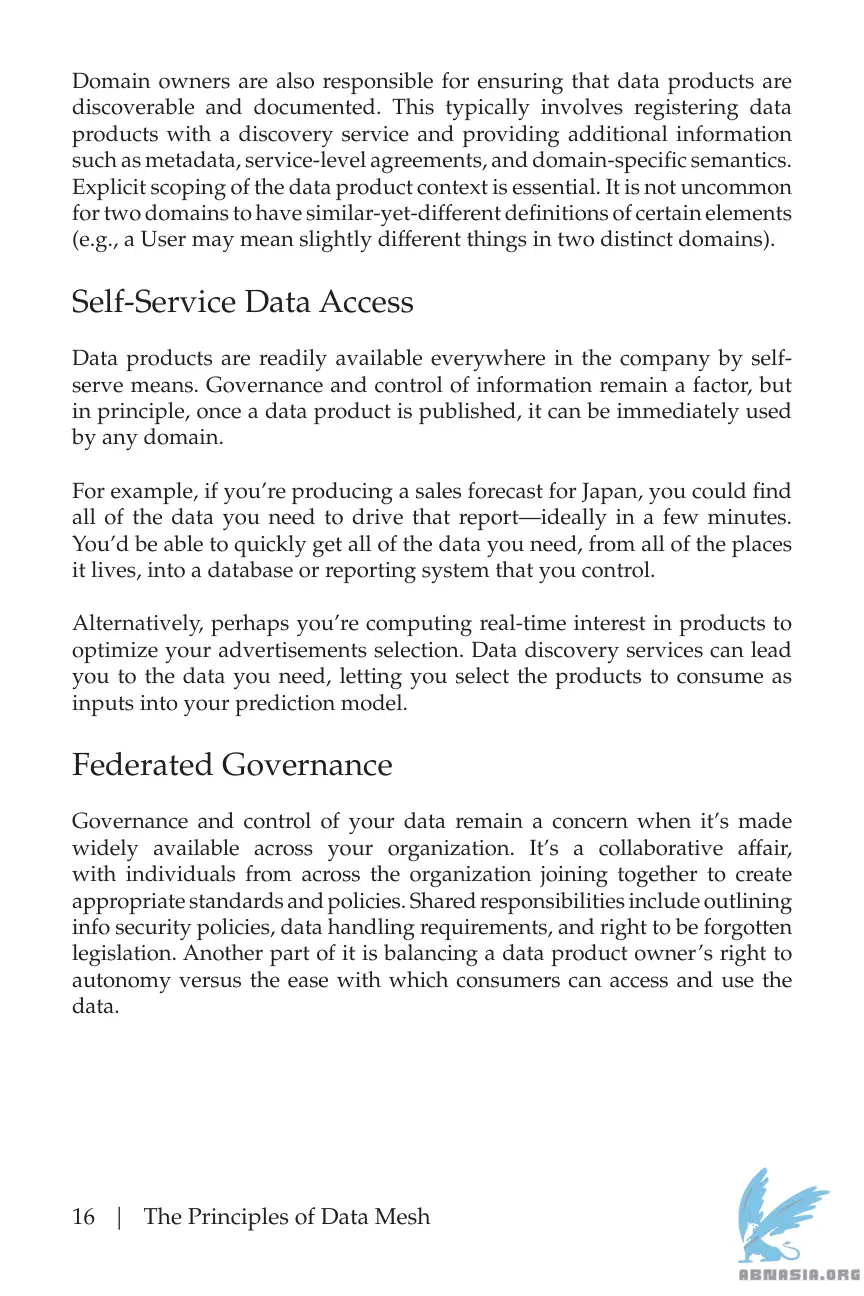 Domain owners are also responsible for ensuring that data products are
discoverable and documented. This typically involves registering data
products with a discovery service and providing additional information
such as metadata, service-level agreements, and domain-specific semantics.
Explicit scoping of the data product context is essential. It is not uncommon
for two domains to have similar-yet-different definitions of certain elements
(e.g., a User may mean slightly different things in two distinct domains).
Self-Service Data Access
Data products are readily available everywhere in the company by self-
serve means. Governance and control of information remain a factor, but
in principle, once a data product is published, it can be immediately used
by any domain.
For example, if you’re producing a sales forecast for Japan, you could find
all of the data you need to drive that report—ideally in a few minutes.
You’d be able to quickly get all of the data you need, from all of the places
it lives, into a database or reporting system that you control.
Alternatively, perhaps you’re computing real-time interest in products to
optimize your advertisements selection. Data discovery services can lead
you to the data you need, letting you select the products to consume as
inputs into your prediction model.
Federated Governance
Governance and control of your data remain a concern when it’s made
widely available across your organization. It’s a collaborative affair,
with individuals from across the organization joining together to create
appropriate standards and policies. Shared responsibilities include outlining
info security policies, data handling requirements, and right to be forgotten
legislation. Another part of it is balancing a data product owner’s right to
autonomy versus the ease with which consumers can access and use the
data.
16 | The Principles of Data Mesh
ABNASIA.ORG